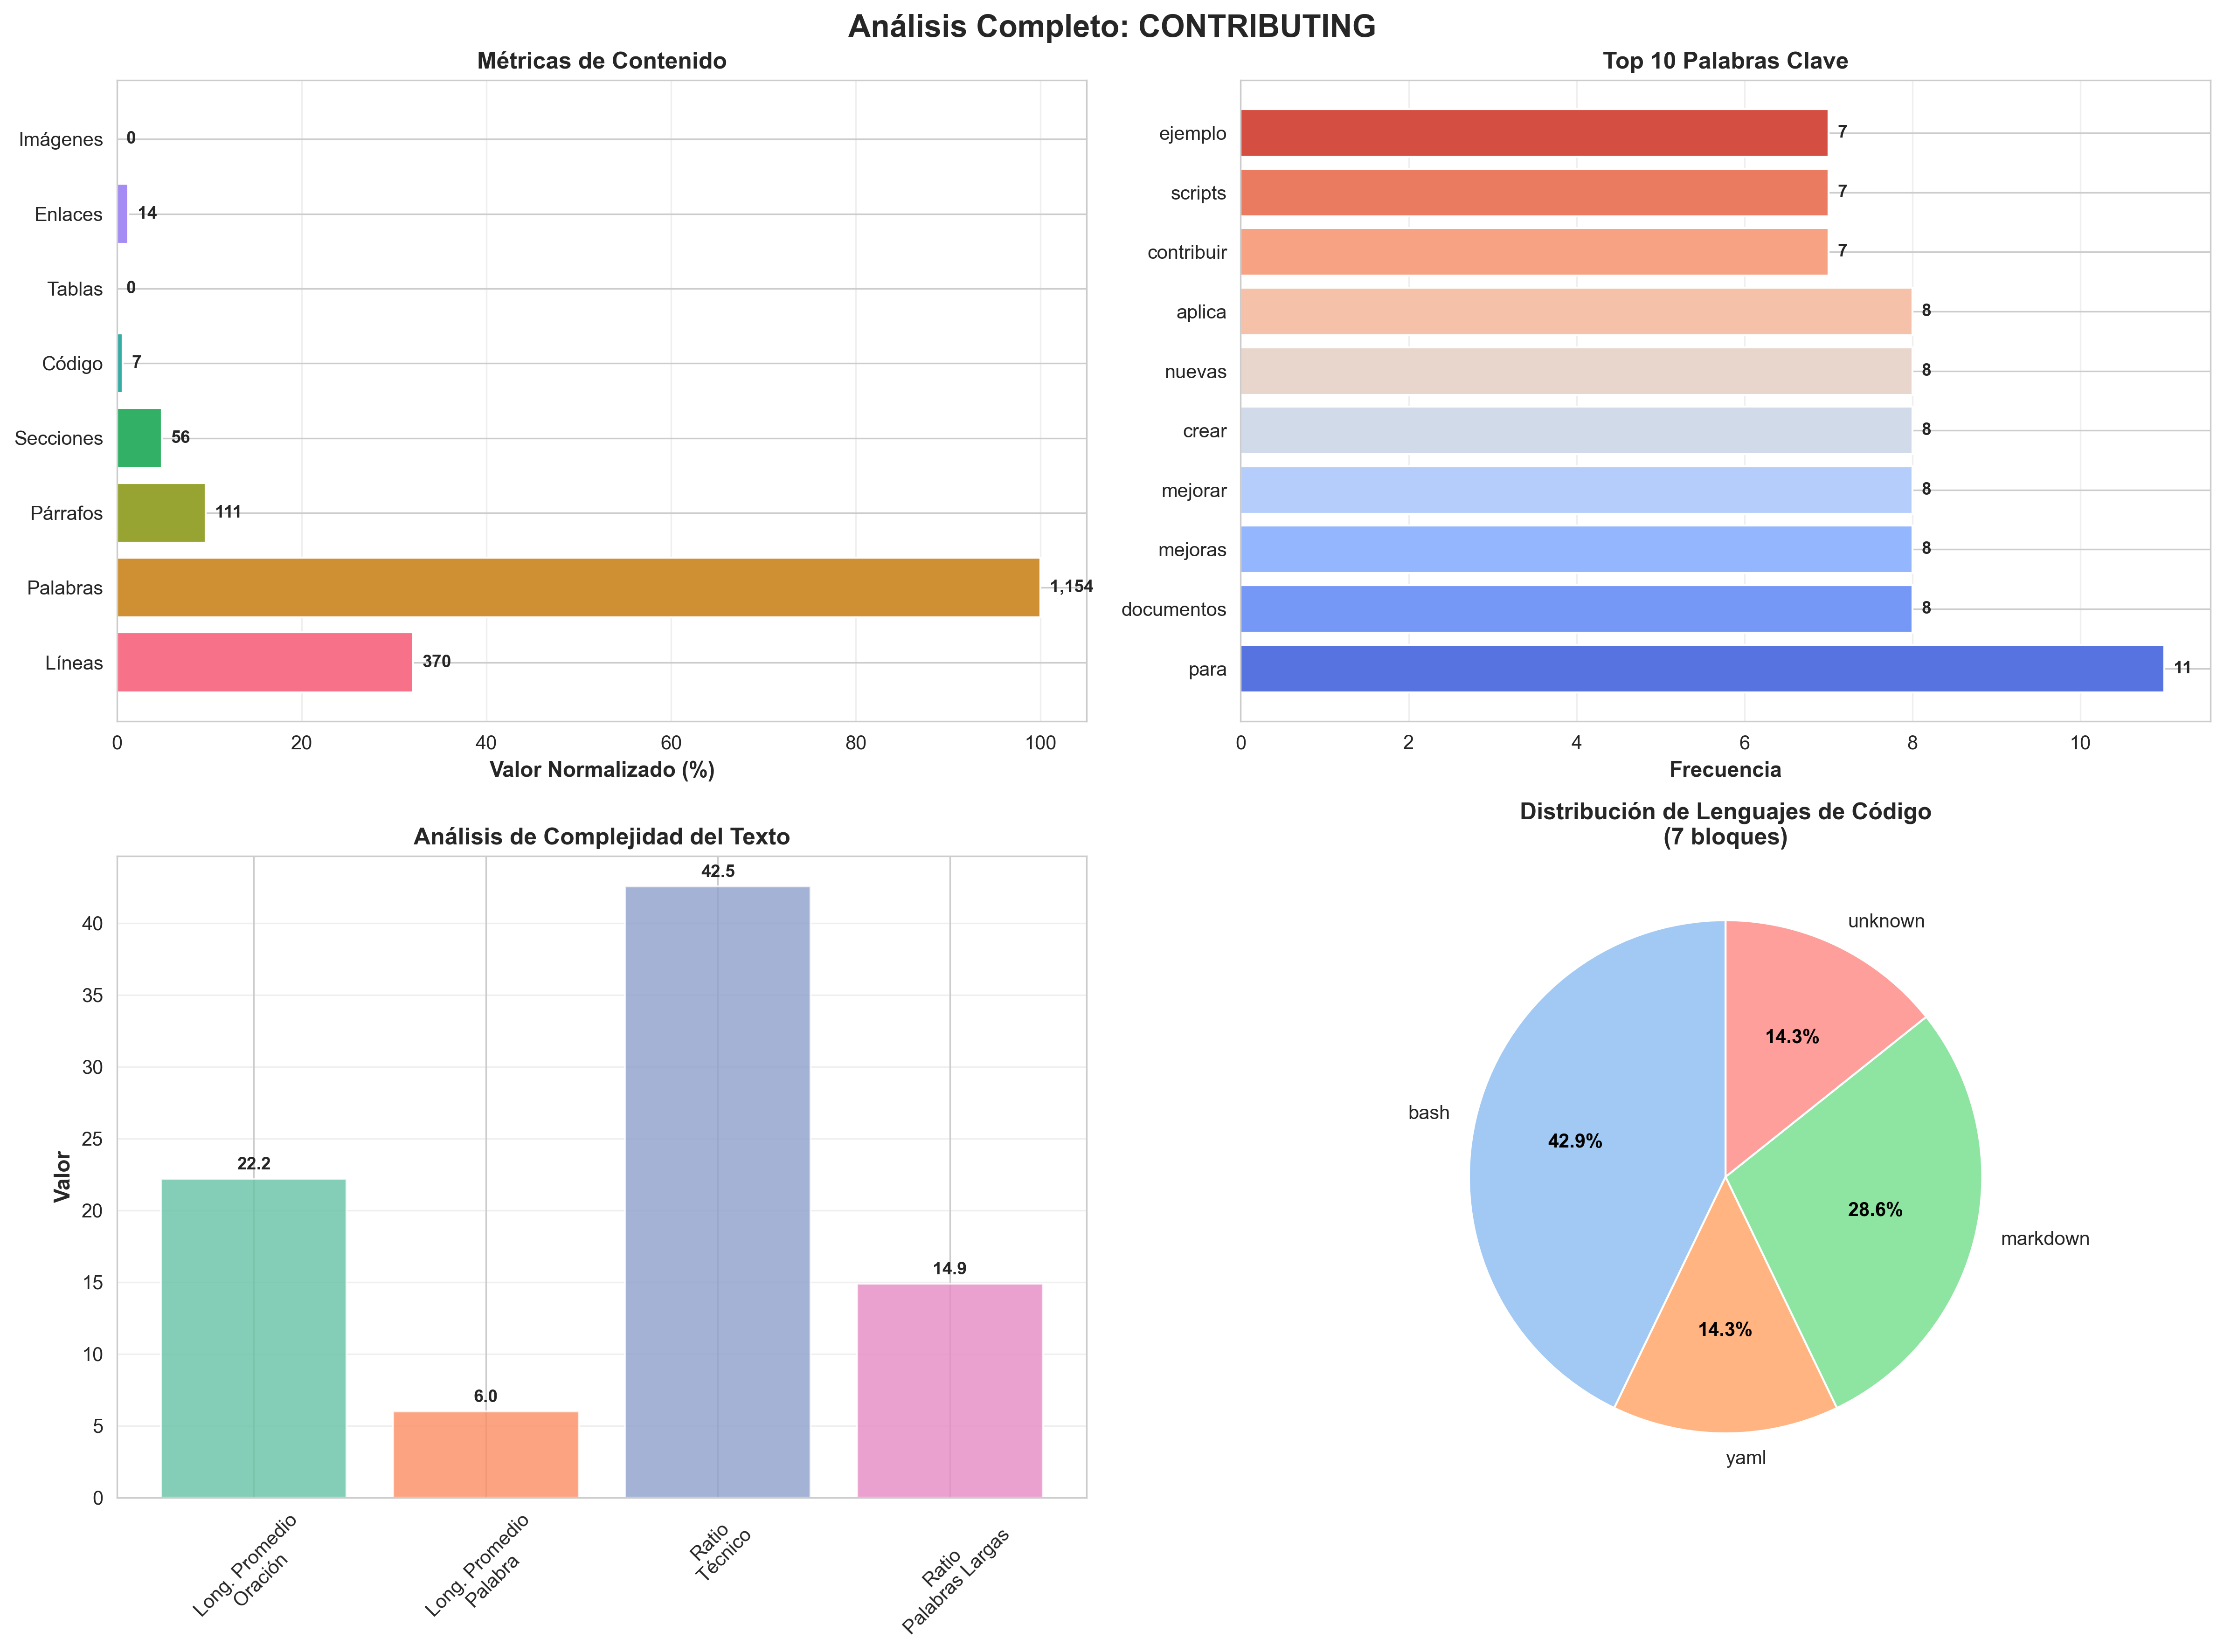 Análisis Completo: CONTRIBUTING
Métricas de Contenido
Imágenes
0
Enlaces
14
Tablas
0
Código
7
Secciones
56
Párrafos
111
Palabras
1,154
Líneas
370
0 20 40 60 80 100
Valor Normalizado (%)
Top 10 Palabras Clave
ejemplo
7
scripts
7
contribuir
7
aplica
8
nuevas
8
crear
8
mejorar
8
mejoras
8
documentos
8
para
11
0 2 4 6 8 10
Frecuencia
Análisis de Complejidad del Texto
Valor
40
35
30
25
20
15
10
5
0
22.2
6.0
42.5
14.9
Long. Promedio
Oración
Long. Promedio
Palabra
Ratio
Técnico
Ratio
Palabras Largas
Distribución de Lenguajes de Código
(7 bloques)
unknown
14.3%
bash
42.9%
28.6%
markdown
14.3%
yaml